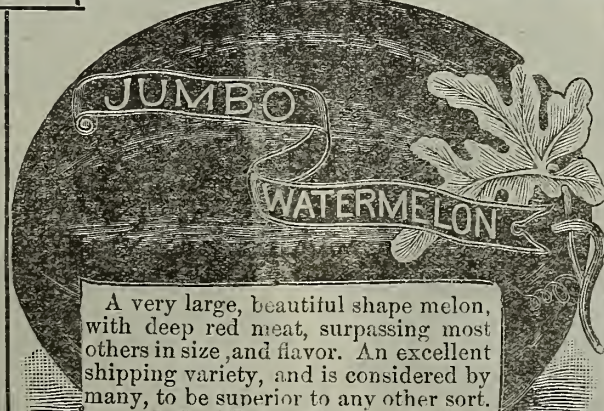 JUMBO
WATERMELON
A very large, beautiful shape melon,
with deep red meat, surpassing most
others in size ,and flavor. An excellent
shipping variety, and is considered by
many, to be superior to any other sort.